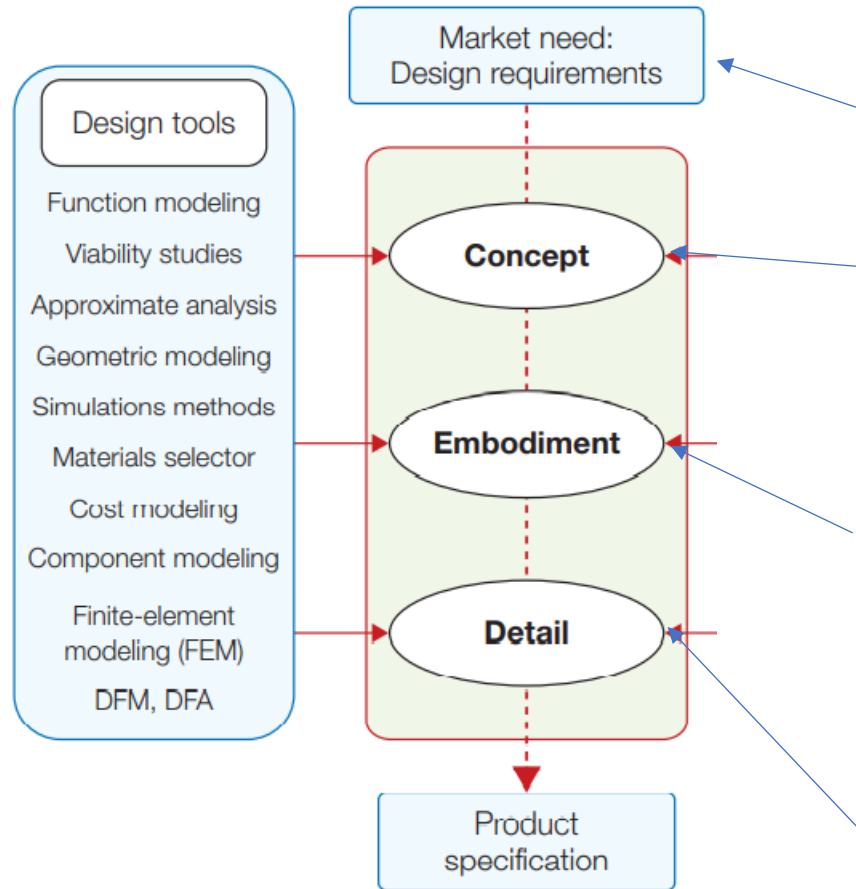 Market need:
Design requirements
Design tools
Function modeling
Viability studies
Approximate analysis
Geometric modeling
Simulations methods
Materials selector
Cost modeling
Component modeling
Finite-element
modeling (FEM)
DFM, DFA
Concept
Embodiment
Detail
Product
specification